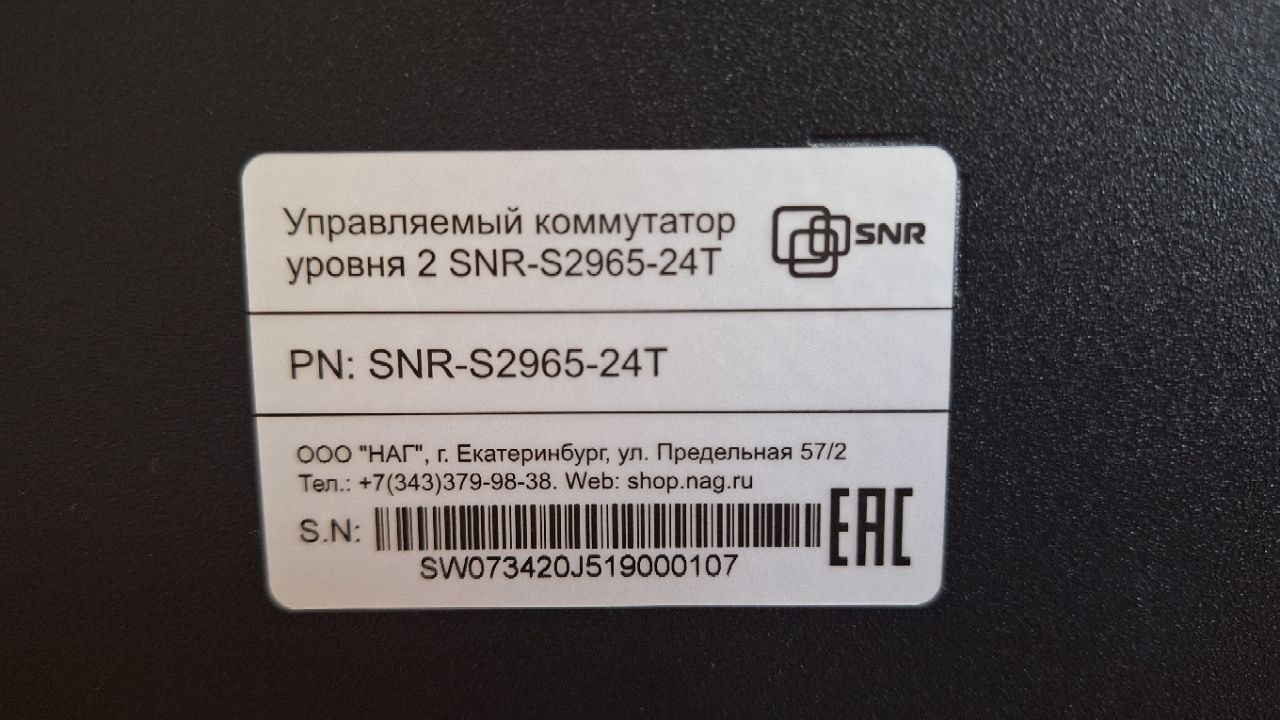 Управляемый коммутатор
уровня 2 SNR-S2965-24T
SNR
PN: SNR-S2965-24T
ООО "НАГ", г. Екатеринбург, ул. Предельная 57/2
Тел.: +7(343)379-98-38. Web: shop.nag.ru
S.N:
SW073420J519000107
EAC